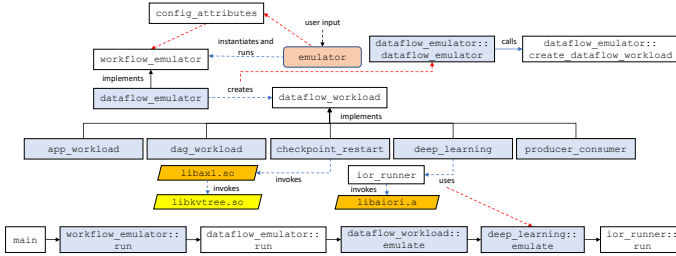 config_attributes
user input
instantiates and
runs
workflow_emulator
emulator
dataflow_emulator::
dataflow_emulator
calls
dataflow_emulator::
create_dataflow_workload
implements
dataflow_emulator
creates
dataflow_workload
implements
app_workload
dag_workload
checkpoint_restart
deep_learning
producer_consumer
libaxl.so
invokes
ior_runner
uses
invokes
libkvtree.so
invokes
libaiori.a
main
workflow_emulator::
run
dataflow_emulator::
run
dataflow_workload::
emulate
deep_learning::
emulate
ior_runner::
run